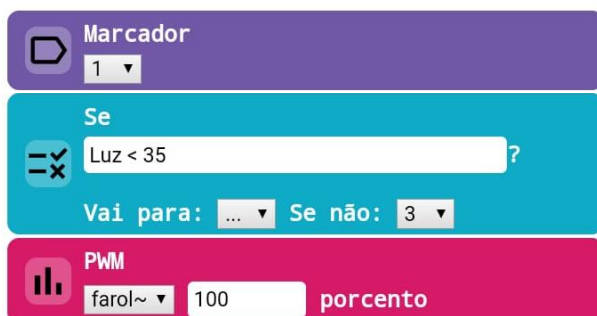 Marcador
1
Se
Luz < 35 ?
Vai para: ... Se não: 3
PWM
farol~ 100 porcento